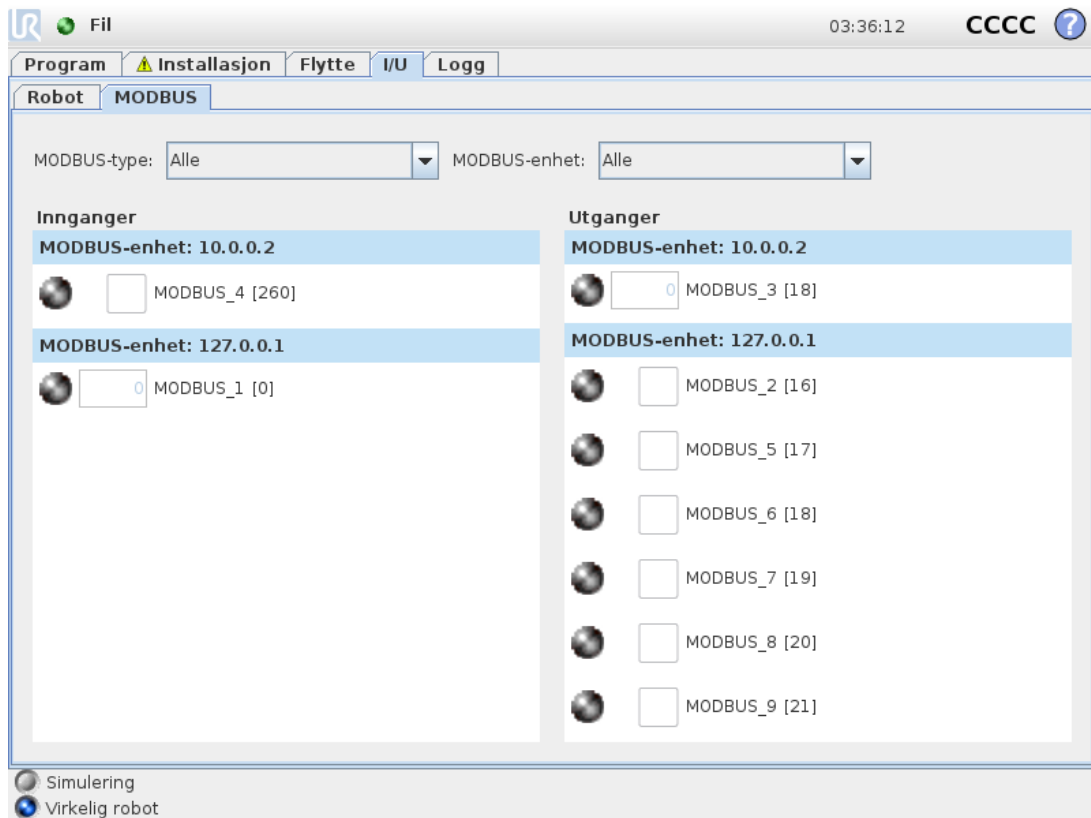 UR Fil 03:36:12 CCCC ?
Program Installasjon Flytte I/U Logg
Robot MODBUS
MODBUS-type: Alle MODBUS-enhet: Alle
Innganger
MODBUS-enhet: 10.0.0.2
MODBUS_4 [260]
MODBUS-enhet: 127.0.0.1
0 MODBUS_1 [0]
Utganger
MODBUS-enhet: 10.0.0.2
0 MODBUS_3 [18]
MODBUS-enhet: 127.0.0.1
MODBUS_2 [16]
MODBUS_5 [17]
MODBUS_6 [18]
MODBUS_7 [19]
MODBUS_8 [20]
MODBUS_9 [21]
Simulering
Virkelig robot